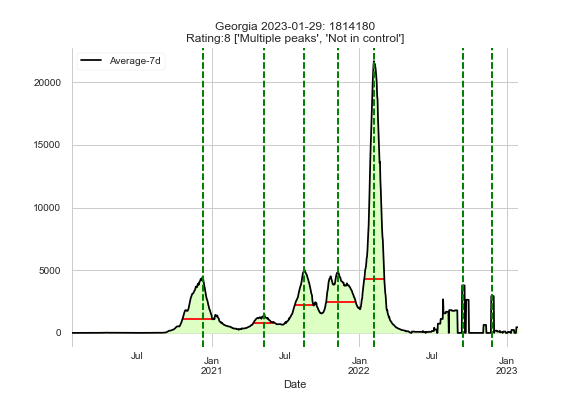 Georgia 2023-01-29: 1814180
Rating:8 ['Multiple peaks', 'Not in control']
Average-7d
20000
15000
10000
5000
0
Jul
Jan
2021
Jul
Jan
2022
Jul
Jan
2023
Date